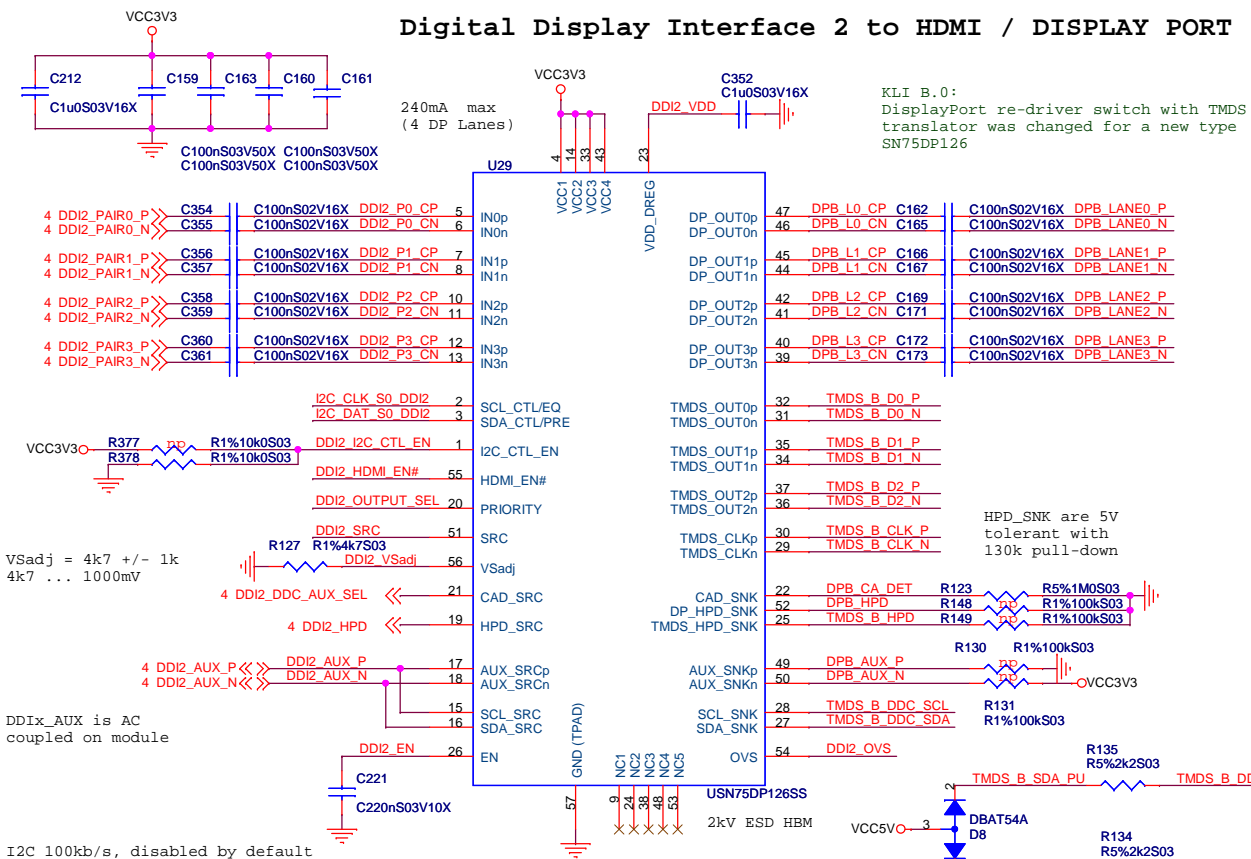 Digital Display Interface 2 to HDMI / DISPLAY PORT
VCC3V3
C212
C1u0S03V16X
C159
C163
C160
C161
C100nS03V50X C100nS03V50X
C100nS03V50X C100nS03V50X
240mA max
(4 DP Lanes)
VCC3V3
DDI2_VDD
C352
C1u0S03V16X
KLI B.0:
DisplayPort re-driver switch with TMDS
translator was changed for a new type
SN75DP126
U29
4
14
33
43
23
VCC1
VCC2
VCC3
VCC4
VDD_DREG
4 DDI2_PAIR0_P C354 C100nS02V16X DDI2_P0_CP 5 IN0p
4 DDI2_PAIR0_N C355 C100nS02V16X DDI2_P0_CN 6 IN0n
4 DDI2_PAIR1_P C356 C100nS02V16X DDI2_P1_CP 7 IN1p
4 DDI2_PAIR1_N C357 C100nS02V16X DDI2_P1_CN 8 IN1n
4 DDI2_PAIR2_P C358 C100nS02V16X DDI2_P2_CP 10 IN2p
4 DDI2_PAIR2_N C359 C100nS02V16X DDI2_P2_CN 11 IN2n
4 DDI2_PAIR3_P C360 C100nS02V16X DDI2_P3_CP 12 IN3p
4 DDI2_PAIR3_N C361 C100nS02V16X DDI2_P3_CN 13 IN3n
DP_OUT0p 47 DPB_L0_CP C162 C100nS02V16X DPB_LANE0_P
DP_OUT0n 46 DPB_L0_CN C165 C100nS02V16X DPB_LANE0_N
DP_OUT1p 45 DPB_L1_CP C166 C100nS02V16X DPB_LANE1_P
DP_OUT1n 44 DPB_L1_CN C167 C100nS02V16X DPB_LANE1_N
DP_OUT2p 42 DPB_L2_CP C169 C100nS02V16X DPB_LANE2_P
DP_OUT2n 41 DPB_L2_CN C171 C100nS02V16X DPB_LANE2_N
DP_OUT3p 40 DPB_L3_CP C172 C100nS02V16X DPB_LANE3_P
DP_OUT3n 39 DPB_L3_CN C173 C100nS02V16X DPB_LANE3_N
I2C_CLK_S0_DDI2 2 SCL_CTL/EQ
I2C_DAT_S0_DDI2 3 SDA_CTL/PRE
VCC3V3 R377 np R1%10k0S03 DDI2_I2C_CTL_EN 1 I2C_CTL_EN
R378 R1%10k0S03
DDI2_HDMI_EN# 55 HDMI_EN#
DDI2_OUTPUT_SEL 20 PRIORITY
DDI2_SRC 51 SRC
VSadj = 4k7 +/- 1k
4k7 ... 1000mV
R127 R1%4k7S03 DDI2_VSadj 56 VSadj
4 DDI2_DDC_AUX_SEL 21 CAD_SRC
4 DDI2_HPD 19 HPD_SRC
4 DDI2_AUX_P DDI2_AUX_P 17 AUX_SRCp
4 DDI2_AUX_N DDI2_AUX_N 18 AUX_SRCn
15 SCL_SRC
16 SDA_SRC
DDIx_AUX is AC
coupled on module
DDI2_EN 26 EN
C221
C220nS03V10X
I2C 100kb/s, disabled by default
TMDS_OUT0p 32 TMDS_B_D0_P
TMDS_OUT0n 31 TMDS_B_D0_N
TMDS_OUT1p 35 TMDS_B_D1_P
TMDS_OUT1n 34 TMDS_B_D1_N
TMDS_OUT2p 37 TMDS_B_D2_P
TMDS_OUT2n 36 TMDS_B_D2_N
TMDS_CLKp 30 TMDS_B_CLK_P
TMDS_CLKn 29 TMDS_B_CLK_N
HPD_SNK are 5V
tolerant with
130k pull-down
CAD_SNK 22 DPB_CA_DET R123 R5%1M0S03
DP_HPD_SNK 52 DPB_HPD R148 np R1%100kS03
TMDS_HPD_SNK 25 TMDS_B_HPD R149 np R1%100kS03
R130 R1%100kS03
AUX_SNKp 49 DPB_AUX_P np
AUX_SNKn 50 DPB_AUX_N np VCC3V3
R131
R1%100kS03
SCL_SNK 28 TMDS_B_DDC_SCL
SDA_SNK 27 TMDS_B_DDC_SDA
OVS 54 DDI2_OVS
GND (TPAD)
57
NC1
NC2
NC3
NC4
NC5
9
24
38
48
53
USN75DP126SS
2kV ESD HBM
R135
R5%2k2S03
2 TMDS_B_SDA_PU TMDS_B_DD
VCC5V 3
DBAT54A
D8
R134
R5%2k2S03